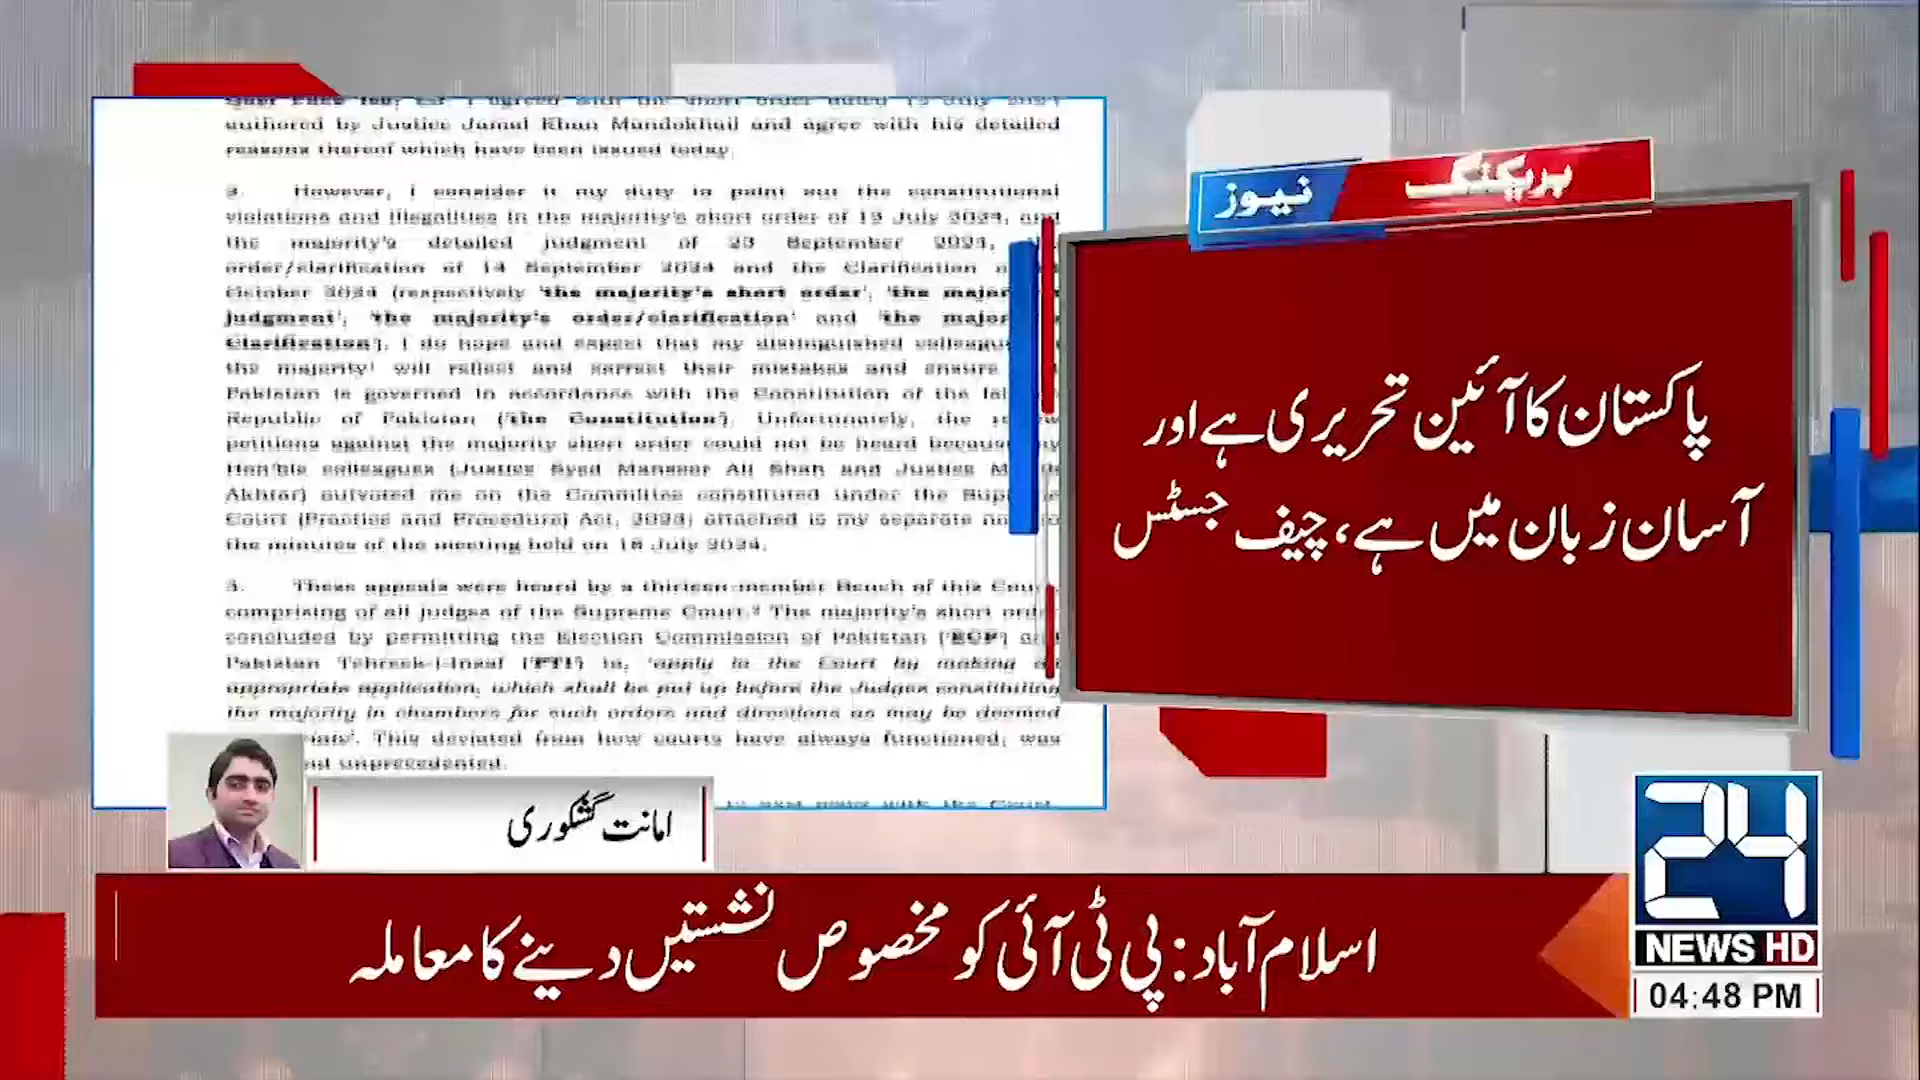 authored by Justice Jamal Khan Mandokhail and agree with his detailed
reasons thereof which have been issued today.
2. However, I consider it my duty to point out the constitutional
violations and illegalities in the majority's short order of 12 July 2024, and
the majority's detailed judgment of 23 September 2024,
order/clarification of 14 September 2024 and the Clarification
October 2024 (respectively 'the majority's short order', 'the
judgment', 'the majority's order/clarification' and 'the
Clarification'). I do hope and expect that my distinguished
the majority¹ will reflect and correct their mistakes and ensure
Pakistan is governed in accordance with the Constitution of the
Republic of Pakistan ('the Constitution'). Unfortunately, the
petitions against the majority short order could not be heard because
Hon'ble colleagues (Justice Syed Mansoor Ali Shah and Justice
Akhtar) outvoted me on the Committee constituted under the
Court (Practice and Procedure) Act, 2023; attached is my separate
the minutes of the meeting held on 18 July 2024.
3. These appeals were heard by a thirteen-member Bench of this
comprising of all judges of the Supreme Court.² The majority's short
concluded by permitting the Election Commission of Pakistan ('ECP') and
Pakistan Tehreek-i-Insaf ('PTI') to, 'apply to the Court by making
appropriate application, which shall be put up before the Judges constituting
the majority in chambers for such orders and directions as may be deemed
This deviated from how courts have always functioned, was
unprecedented.
بریکنگ نیوز
پاکستان کا آئین تحریری ہے اور
آسان زبان میں ہے، چیف جسٹس
امانت گشکوری
اسلام آباد: پی ٹی آئی کو مخصوص نشستیں دینے کا معاملہ
24
NEWS HD
04:48 PM